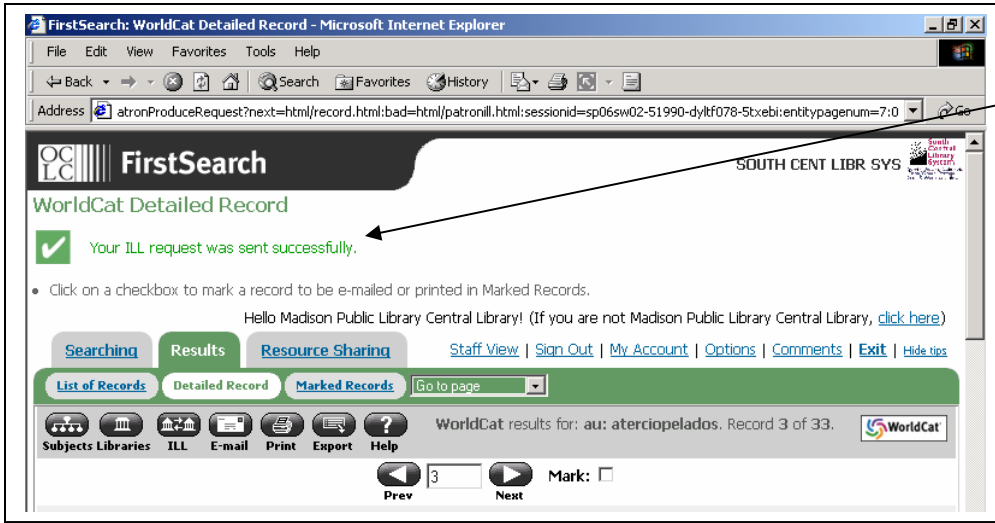 FirstSearch: WorldCat Detailed Record - Microsoft Internet Explorer
File Edit View Favorites Tools Help
Back Search Favorites History
Address atronProduceRequest?next=html/record.html:bad=html/patronill.html:sessionid=sp06sw02-51990-dyltf078-5txebi:entitypagenum=7:0 Go
OCLC FirstSearch SOUTH CENT LIBR SYS South Central Library System
WorldCat Detailed Record
Your ILL request was sent successfully.
• Click on a checkbox to mark a record to be e-mailed or printed in Marked Records.
Hello Madison Public Library Central Library! (If you are not Madison Public Library Central Library, click here)
Searching Results Resource Sharing Staff View | Sign Out | My Account | Options | Comments | Exit | Hide tips
List of Records Detailed Record Marked Records Go to page
WorldCat results for: au: aterciopelados. Record 3 of 33. WorldCat
Subjects Libraries ILL E-mail Print Export Help
3 Mark:
Prev Next